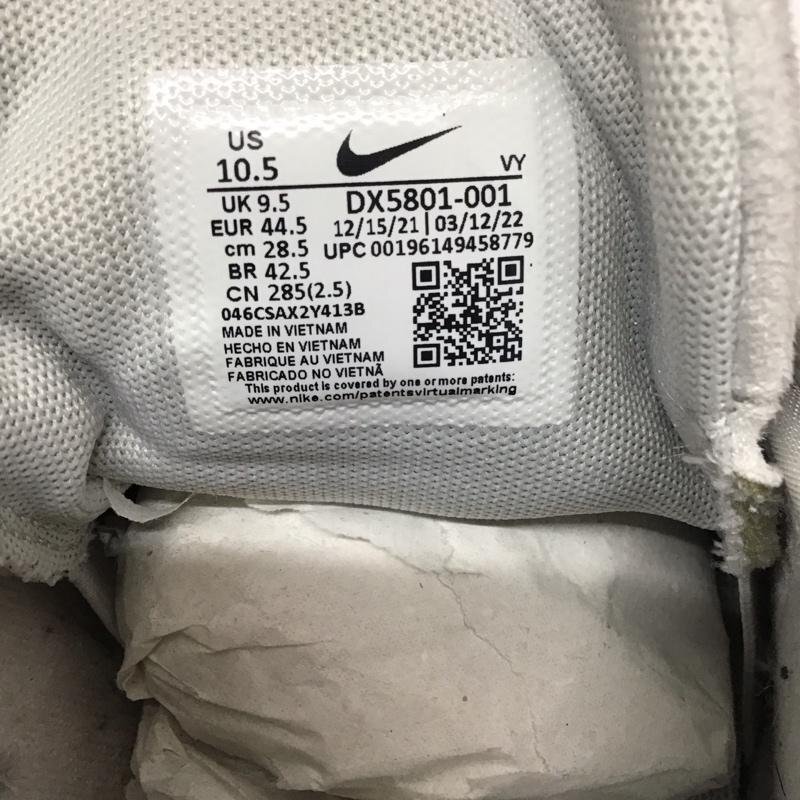 US
10.5
VY
UK 9.5 DX5801-001
EUR 44.5 12/15/21 | 03/12/22
cm 28.5 UPC 00196149458779
BR 42.5
CN 285(2.5)
046CSAX2Y413B
MADE IN VIETNAM
HECHO EN VIETNAM
FABRIQUE AU VIETNAM
FABRICADO NO VIETNÃ
This product is covered by one or more patents:
www.nike.com/patentsvirtualmarking